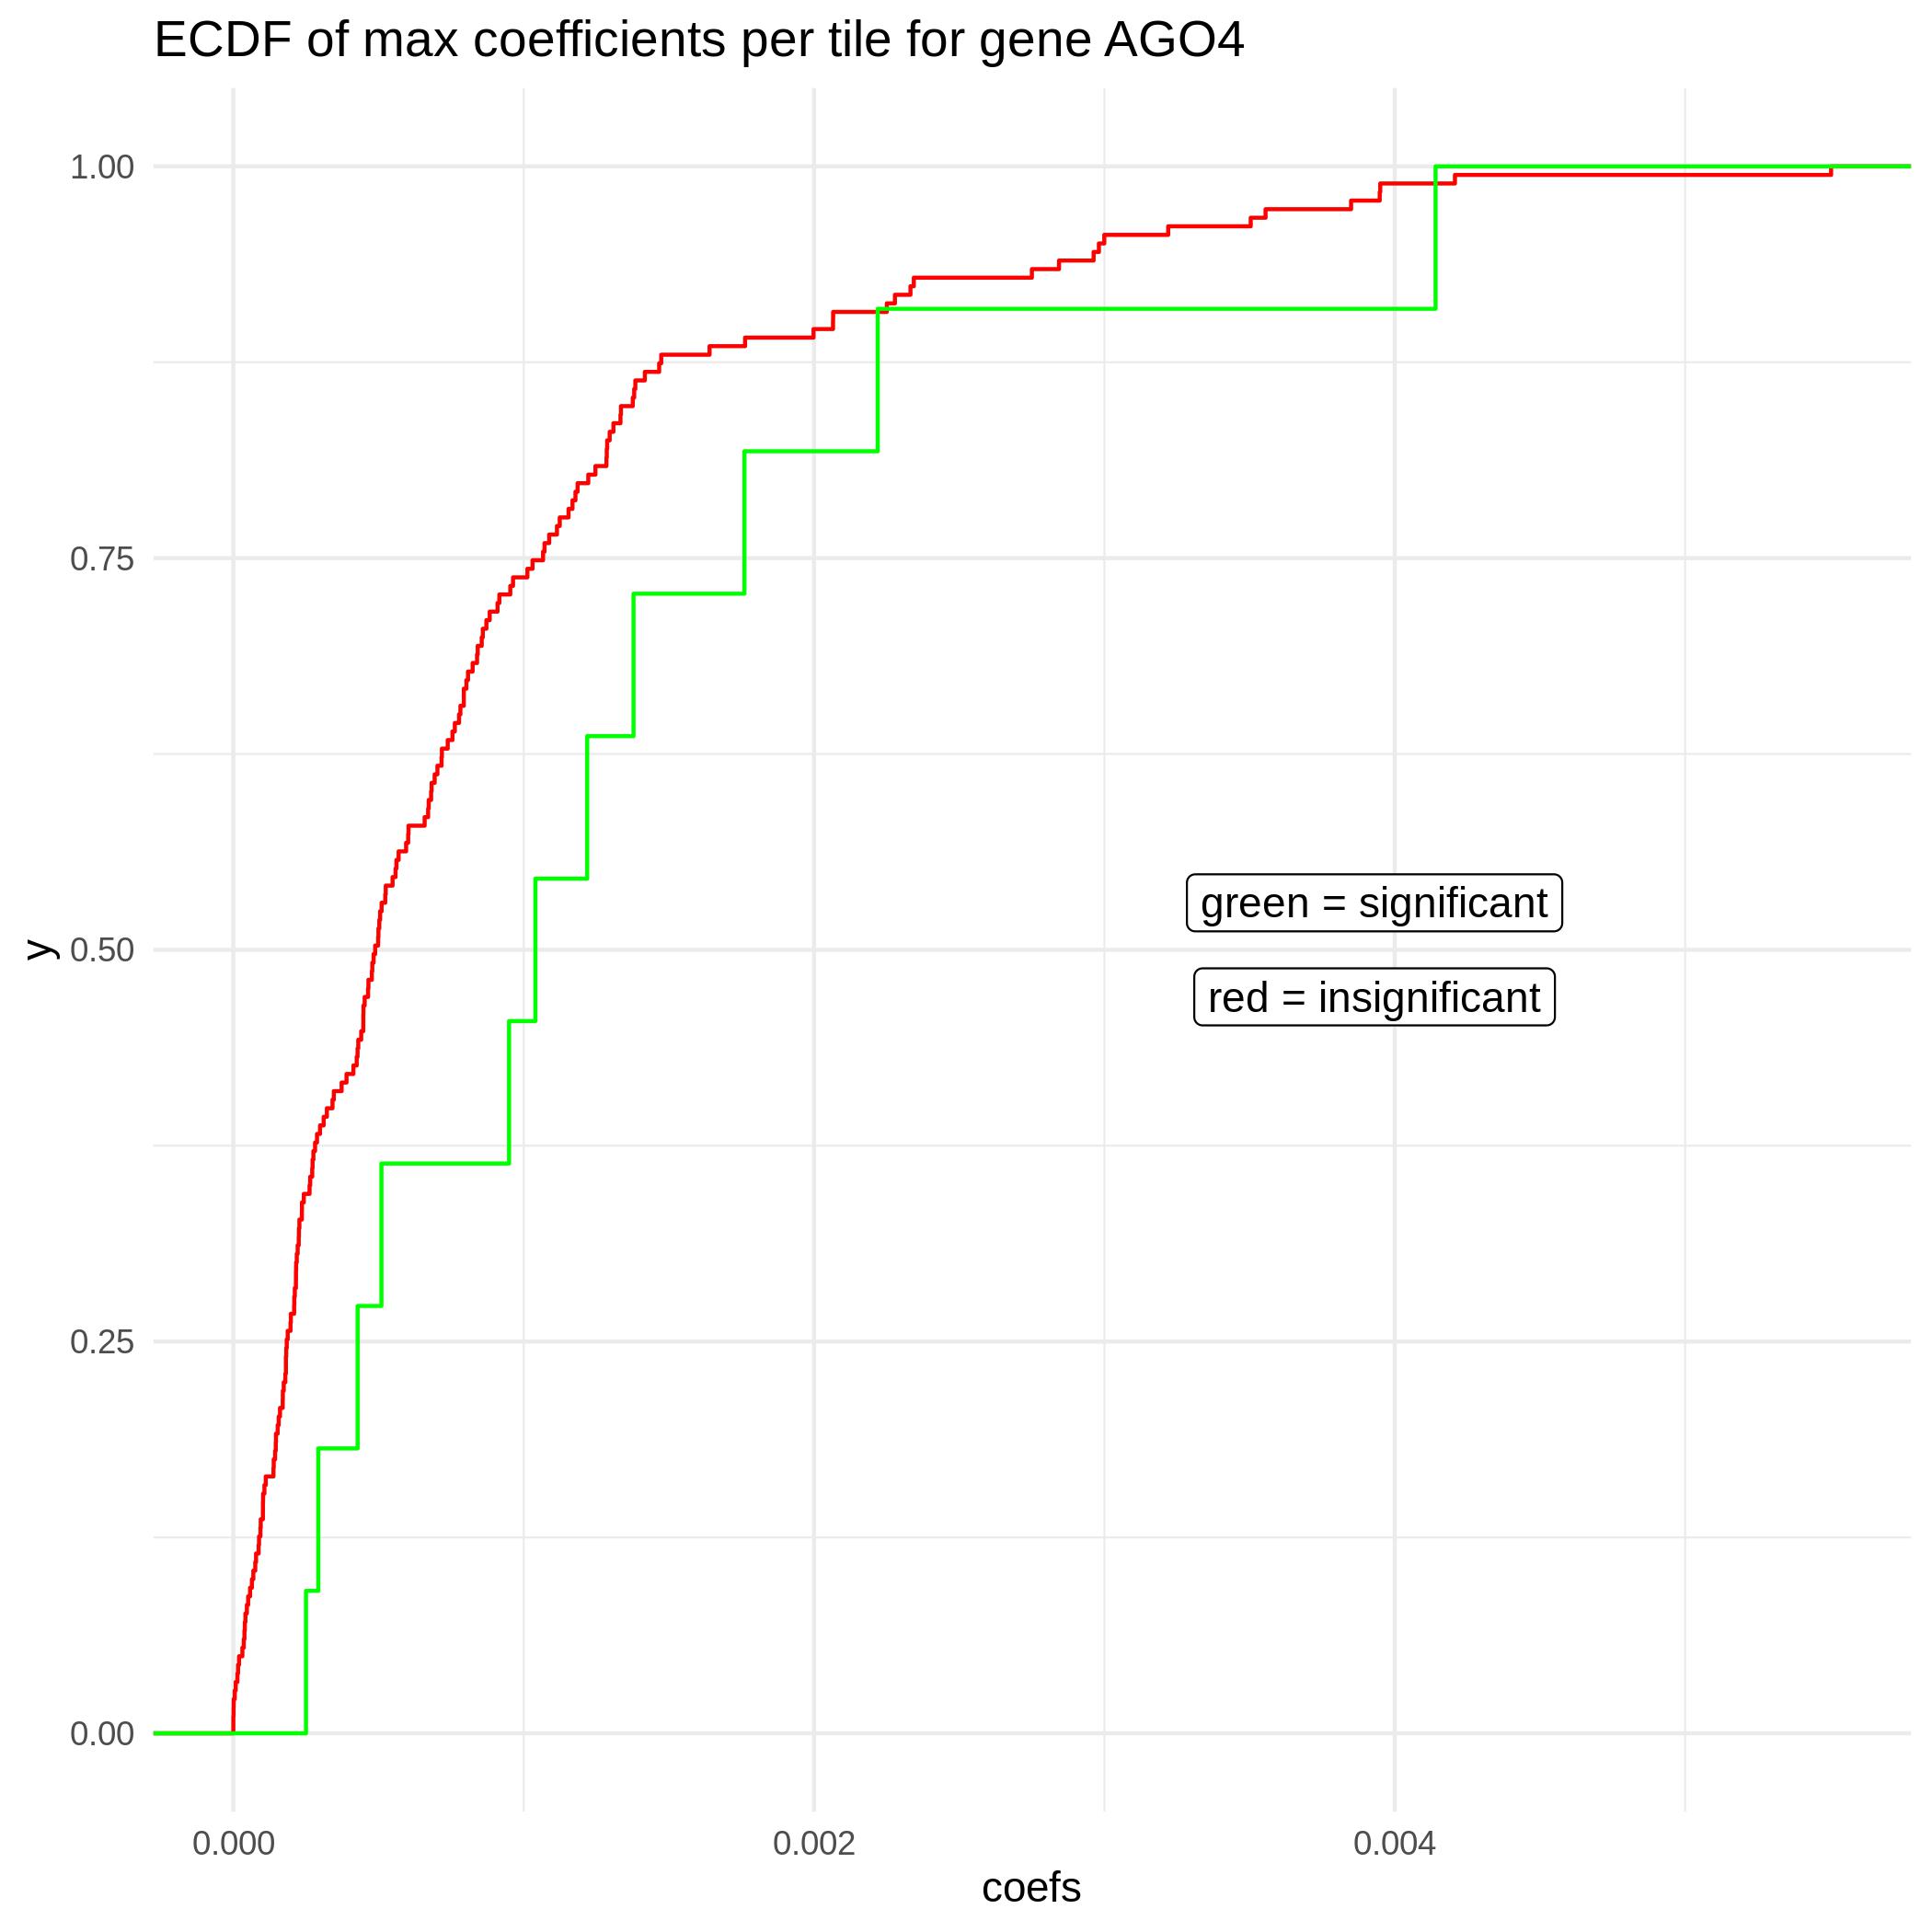 ECDF of max coefficients per tile for gene AGO4
1.00
0.75
0.50
0.25
0.00
y
green = significant
red = insignificant
0.000
0.002
0.004
coefs